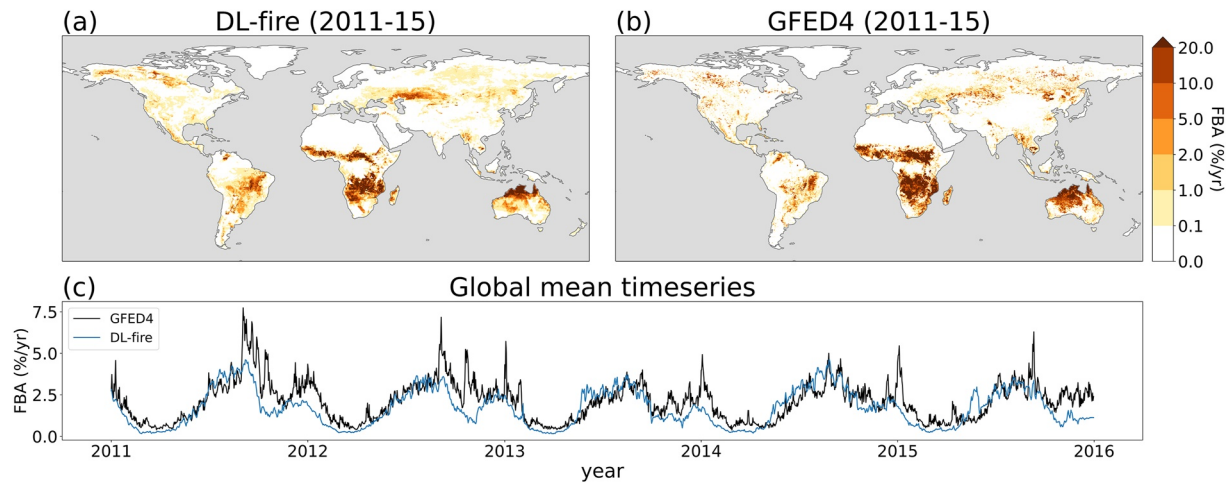 (a) DL-fire (2011-15)
(b) GFED4 (2011-15)
20.0
10.0
5.0
2.0
1.0
0.1
0.0
FBA (%/yr)
(c) Global mean timeseries
7.5
5.0
2.5
0.0
FBA (%/yr)
GFED4
DL-fire
2011 2012 2013 2014 2015 2016
year